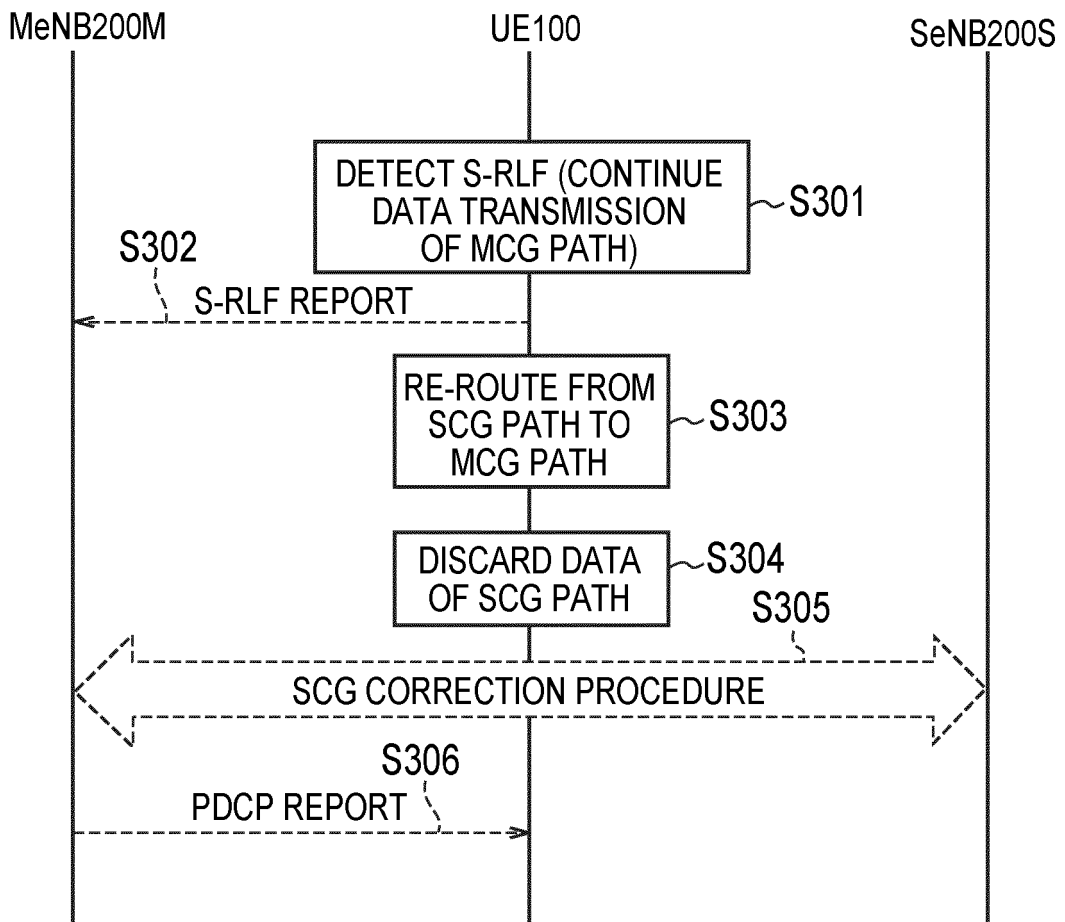 MeNB200M
UE100
SeNB200S
DETECT S-RLF (CONTINUE
DATA TRANSMISSION
OF MCG PATH)
S301
S302
S-RLF REPORT
RE-ROUTE FROM
SCG PATH TO
MCG PATH
S303
DISCARD DATA
OF SCG PATH
S304
S305
SCG CORRECTION PROCEDURE
S306
PDCP REPORT